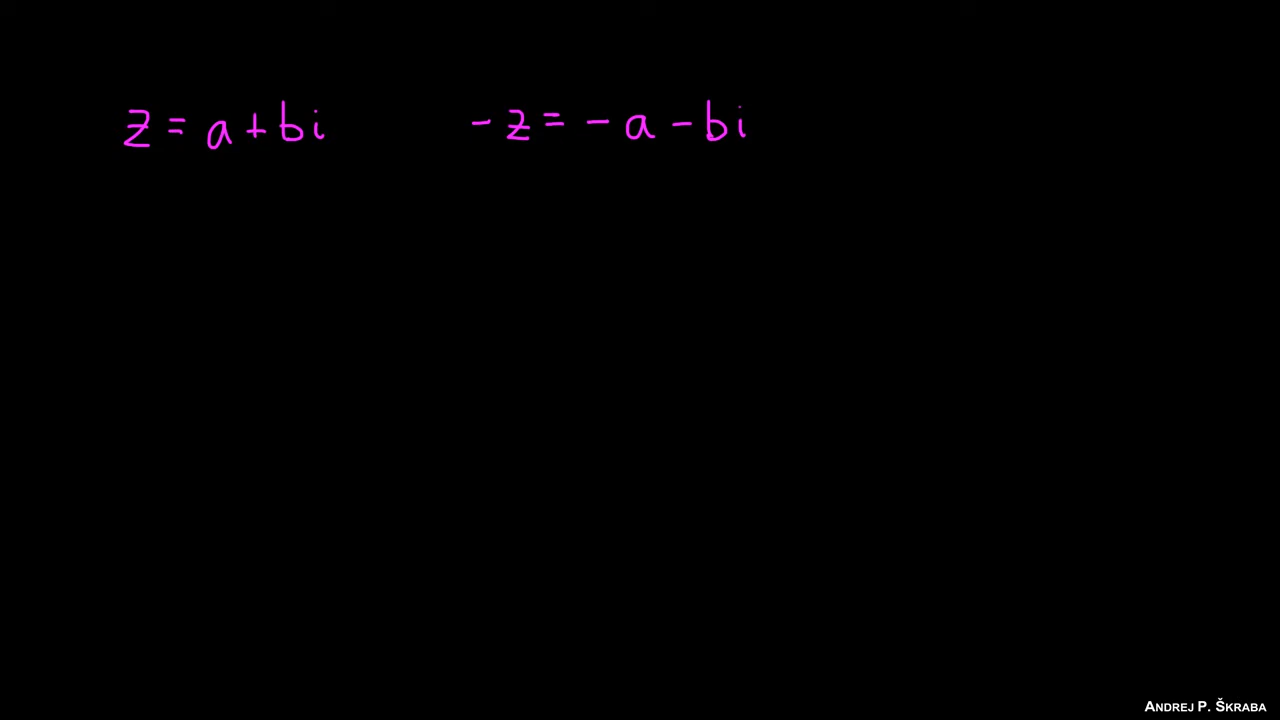 z = a + bi   -z = -a - bi
ANDREJ P. ŠKRABA